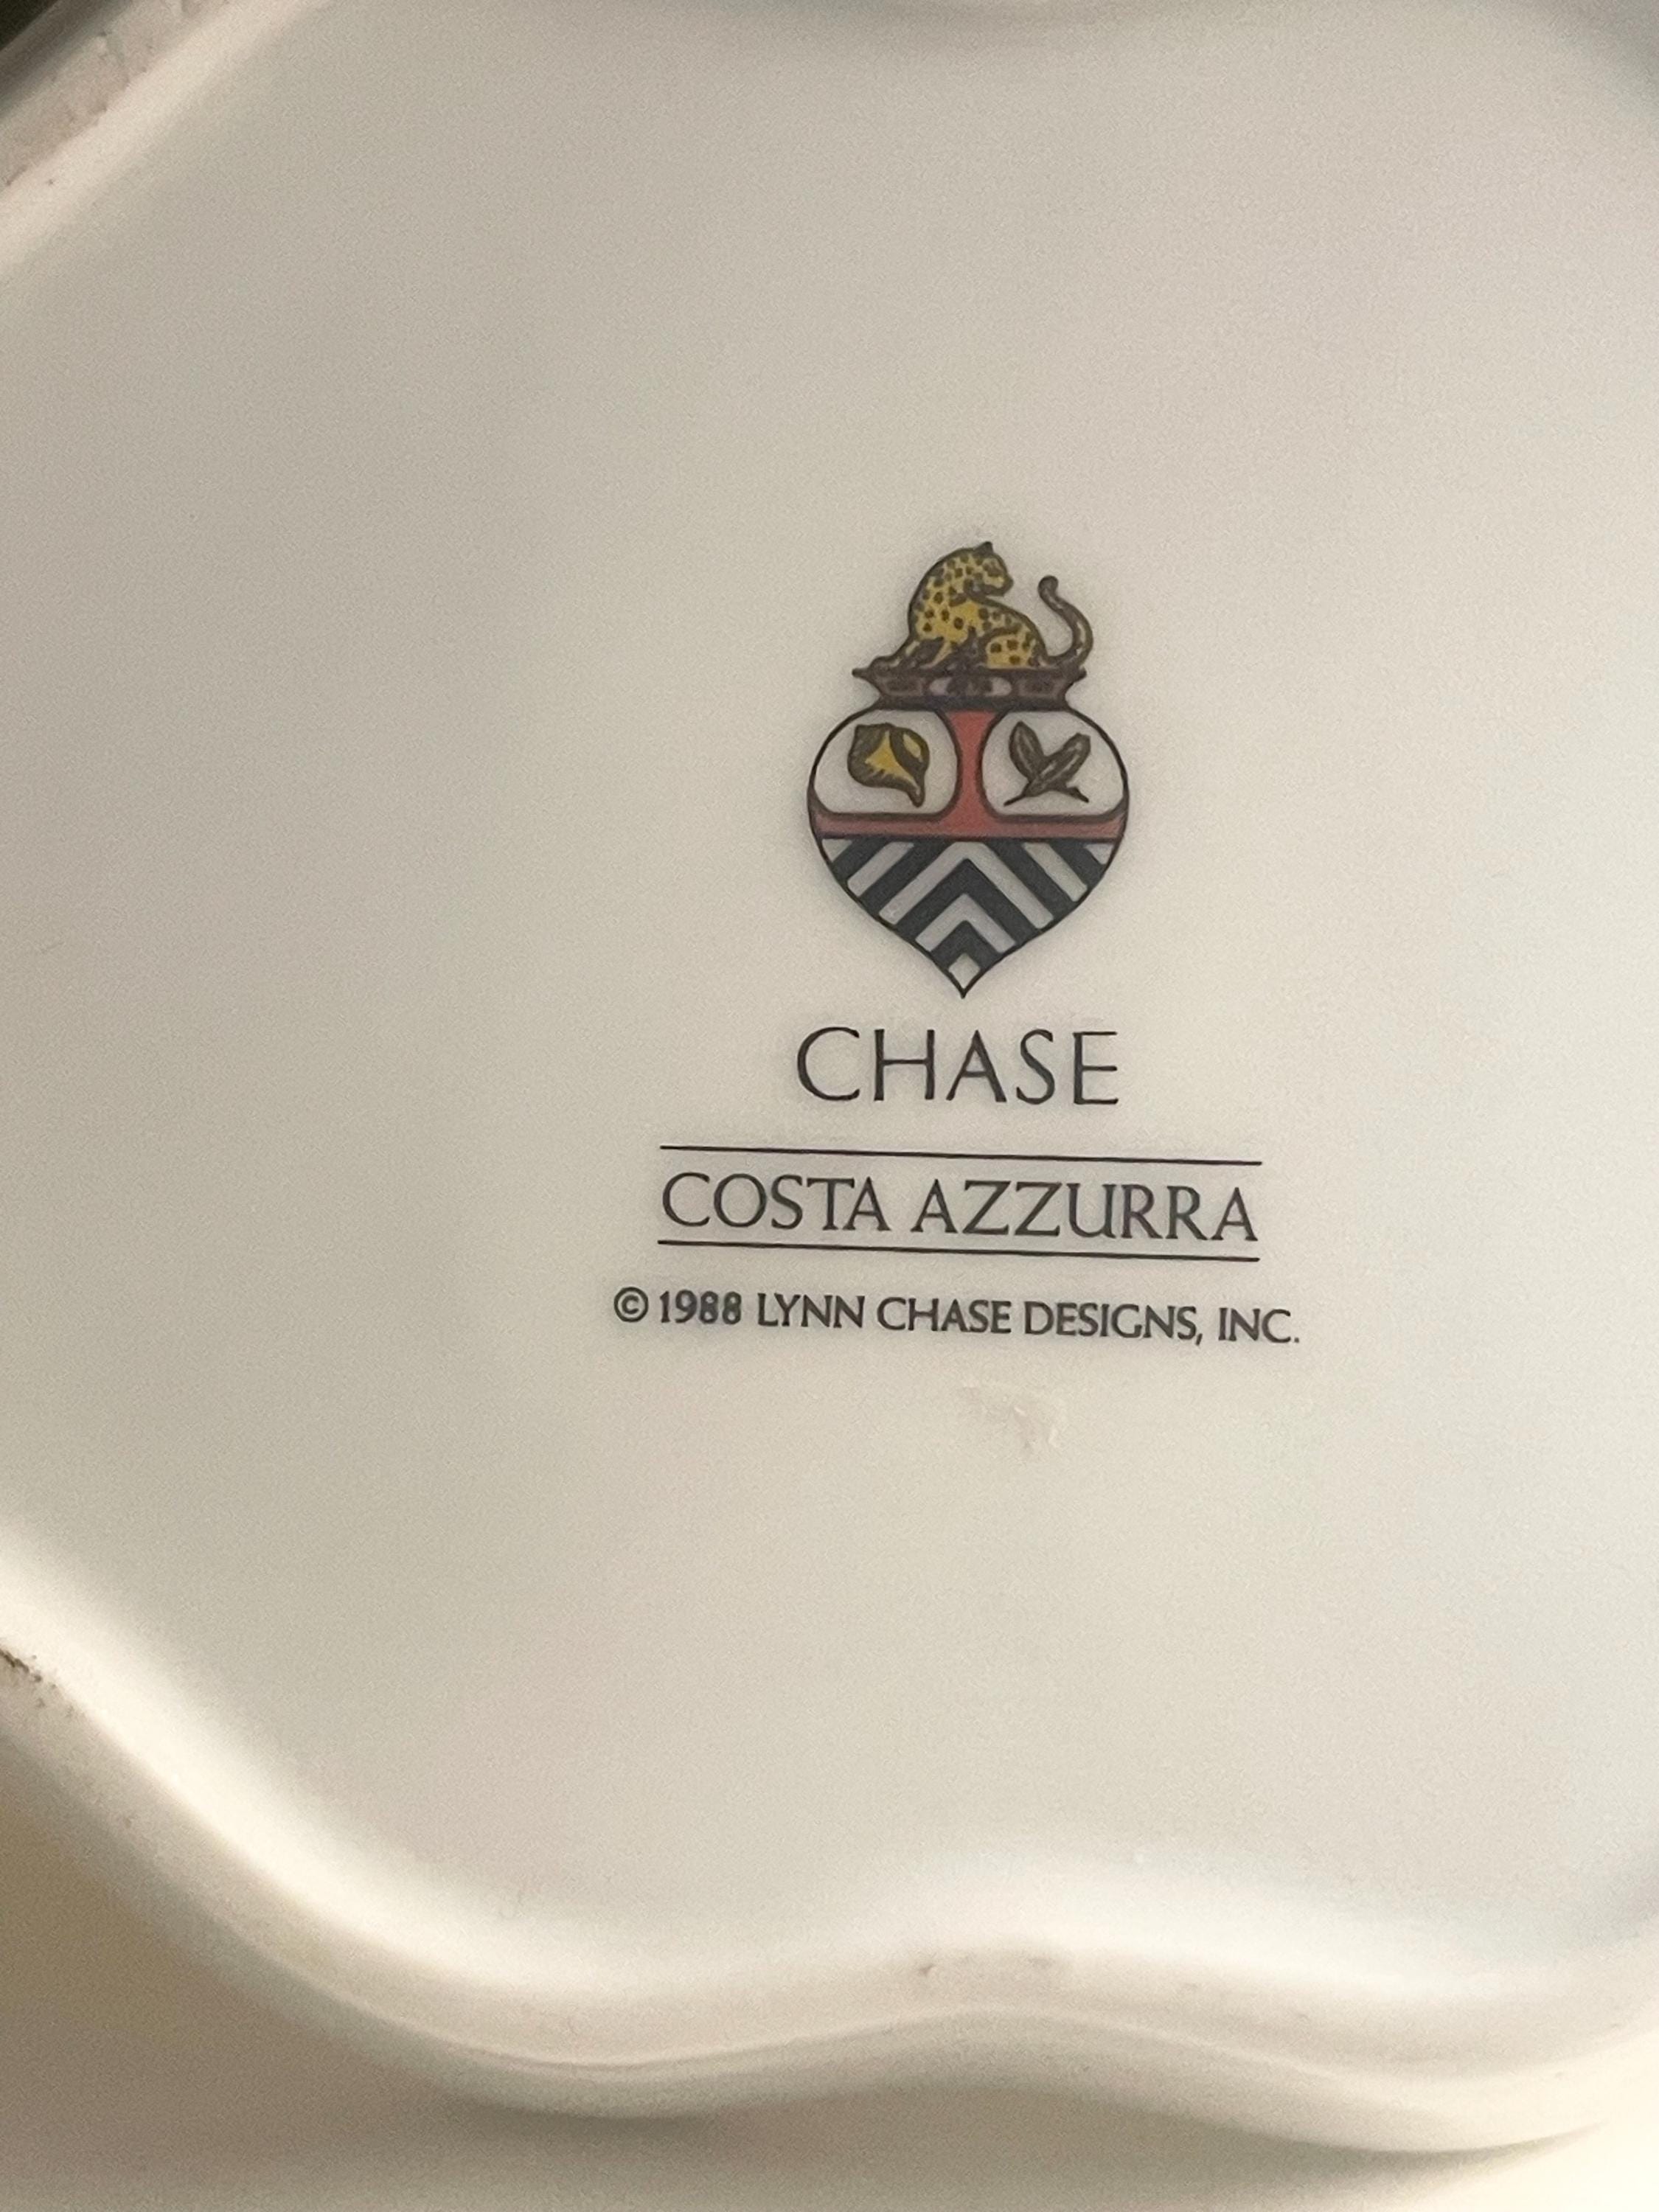 CHASE
COSTA AZZURRA
©1988 LYNN CHASE DESIGNS, INC.